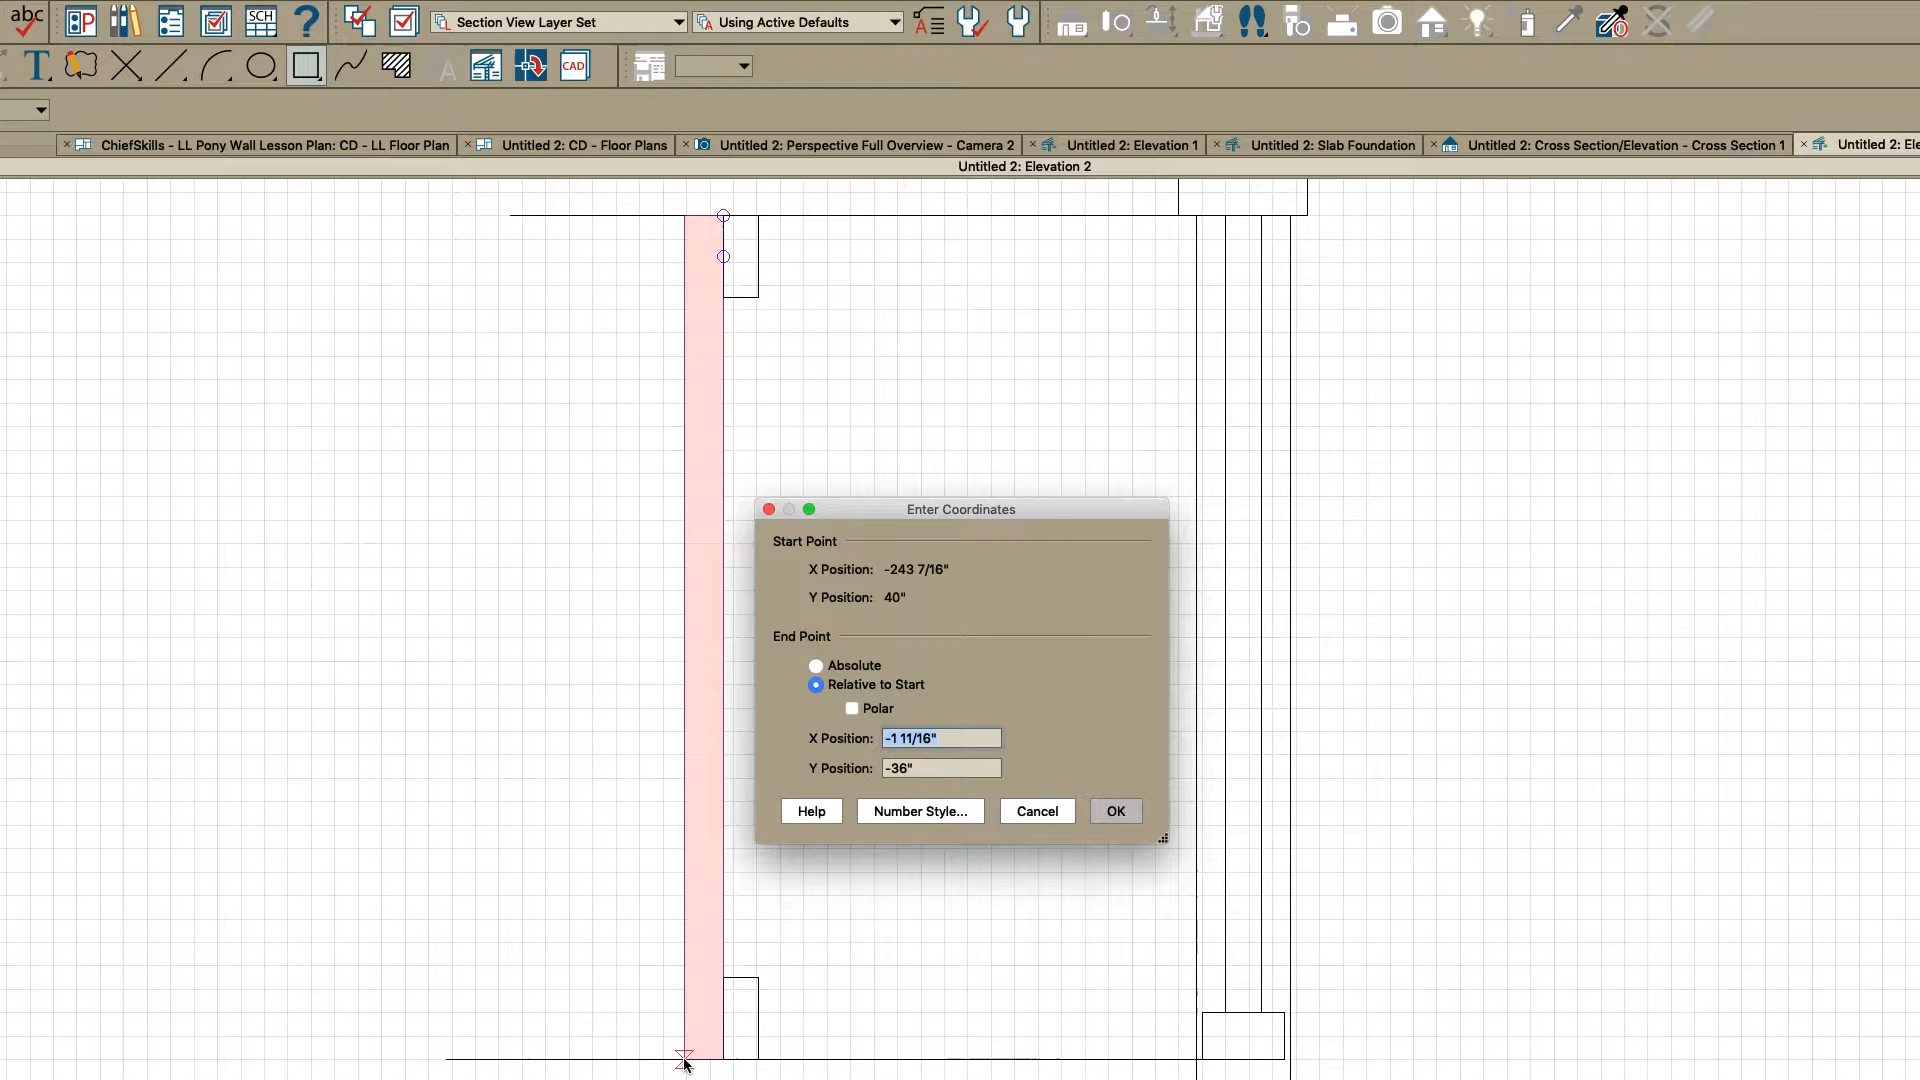 abc
P
SCH
?
Section View Layer Set
Using Active Defaults
T
A
CAD
ChiefSkills - LL Pony Wall Lesson Plan: CD - LL Floor Plan
Untitled 2: CD - Floor Plans
Untitled 2: Perspective Full Overview - Camera 2
Untitled 2: Elevation 1
Untitled 2: Slab Foundation
Untitled 2: Cross Section/Elevation - Cross Section 1
Untitled 2: Ele
Untitled 2: Elevation 2
Enter Coordinates
Start Point
X Position: -243 7/16"
Y Position: 40"
End Point
Absolute
Relative to Start
Polar
X Position: -1 11/16"
Y Position: -36"
Help
Number Style...
Cancel
OK